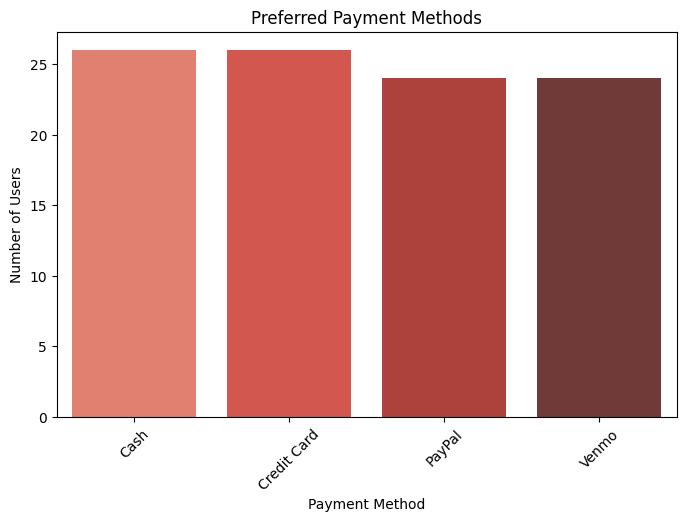 Preferred Payment Methods
Number of Users
25
20
15
10
5
0
Cash
Credit Card
PayPal
Venmo
Payment Method